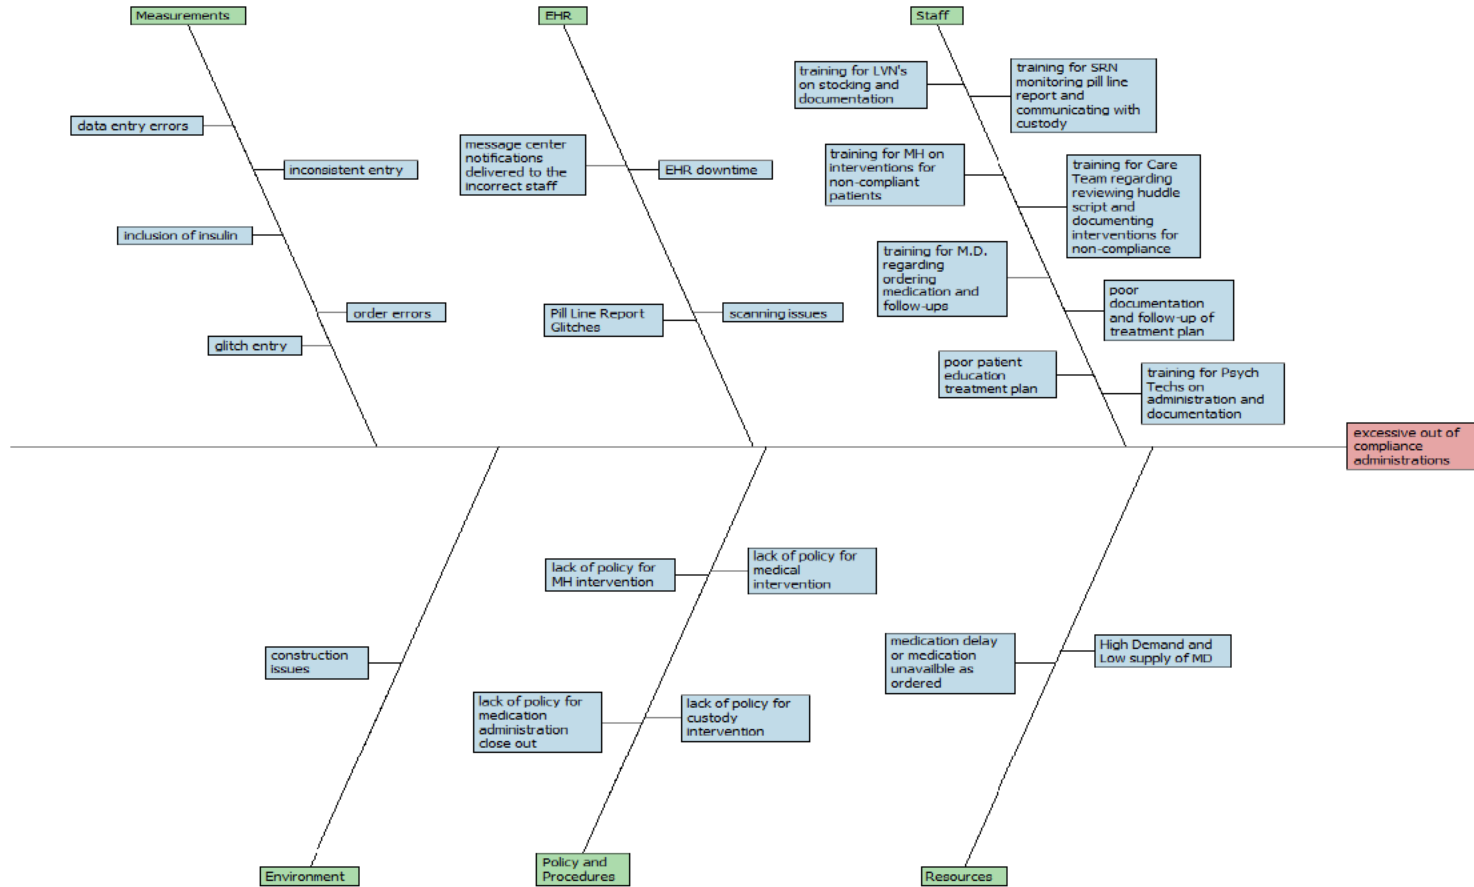 Measurements
EHR
Staff
training for LVN's
on stocking and
documentation
training for SRN
monitoring pill line
report and
communicating with
custody
data entry errors
message center
notifications
delivered to the
incorrect staff
inconsistent entry
EHR downtime
training for MH on
interventions for
non-compliant
patients
training for Care
Team regarding
reviewing huddle
script and
documenting
interventions for
non-compliance
inclusion of insulin
training for M.D.
regarding
ordering
medication and
follow-ups
order errors
Pill Line Report
Glitches
scanning issues
poor
documentation
and follow-up of
treatment plan
glitch entry
poor patient
education
treatment plan
training for Psych
Techs on
administration and
documentation
excessive out of
compliance
administrations
lack of policy for
MH intervention
lack of policy for
medical
intervention
construction
issues
medication delay
or medication
unavailble as
ordered
High Demand and
Low supply of MD
lack of policy for
medication
administration
close out
lack of policy for
custody
intervention
Environment
Policy and
Procedures
Resources